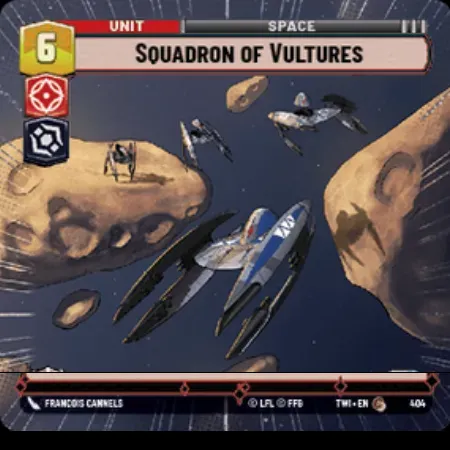 UNIT
SPACE
6
SQUADRON OF VULTURES
FRANCOIS CANNELS
© LFL © FFG
TWI • EN
404